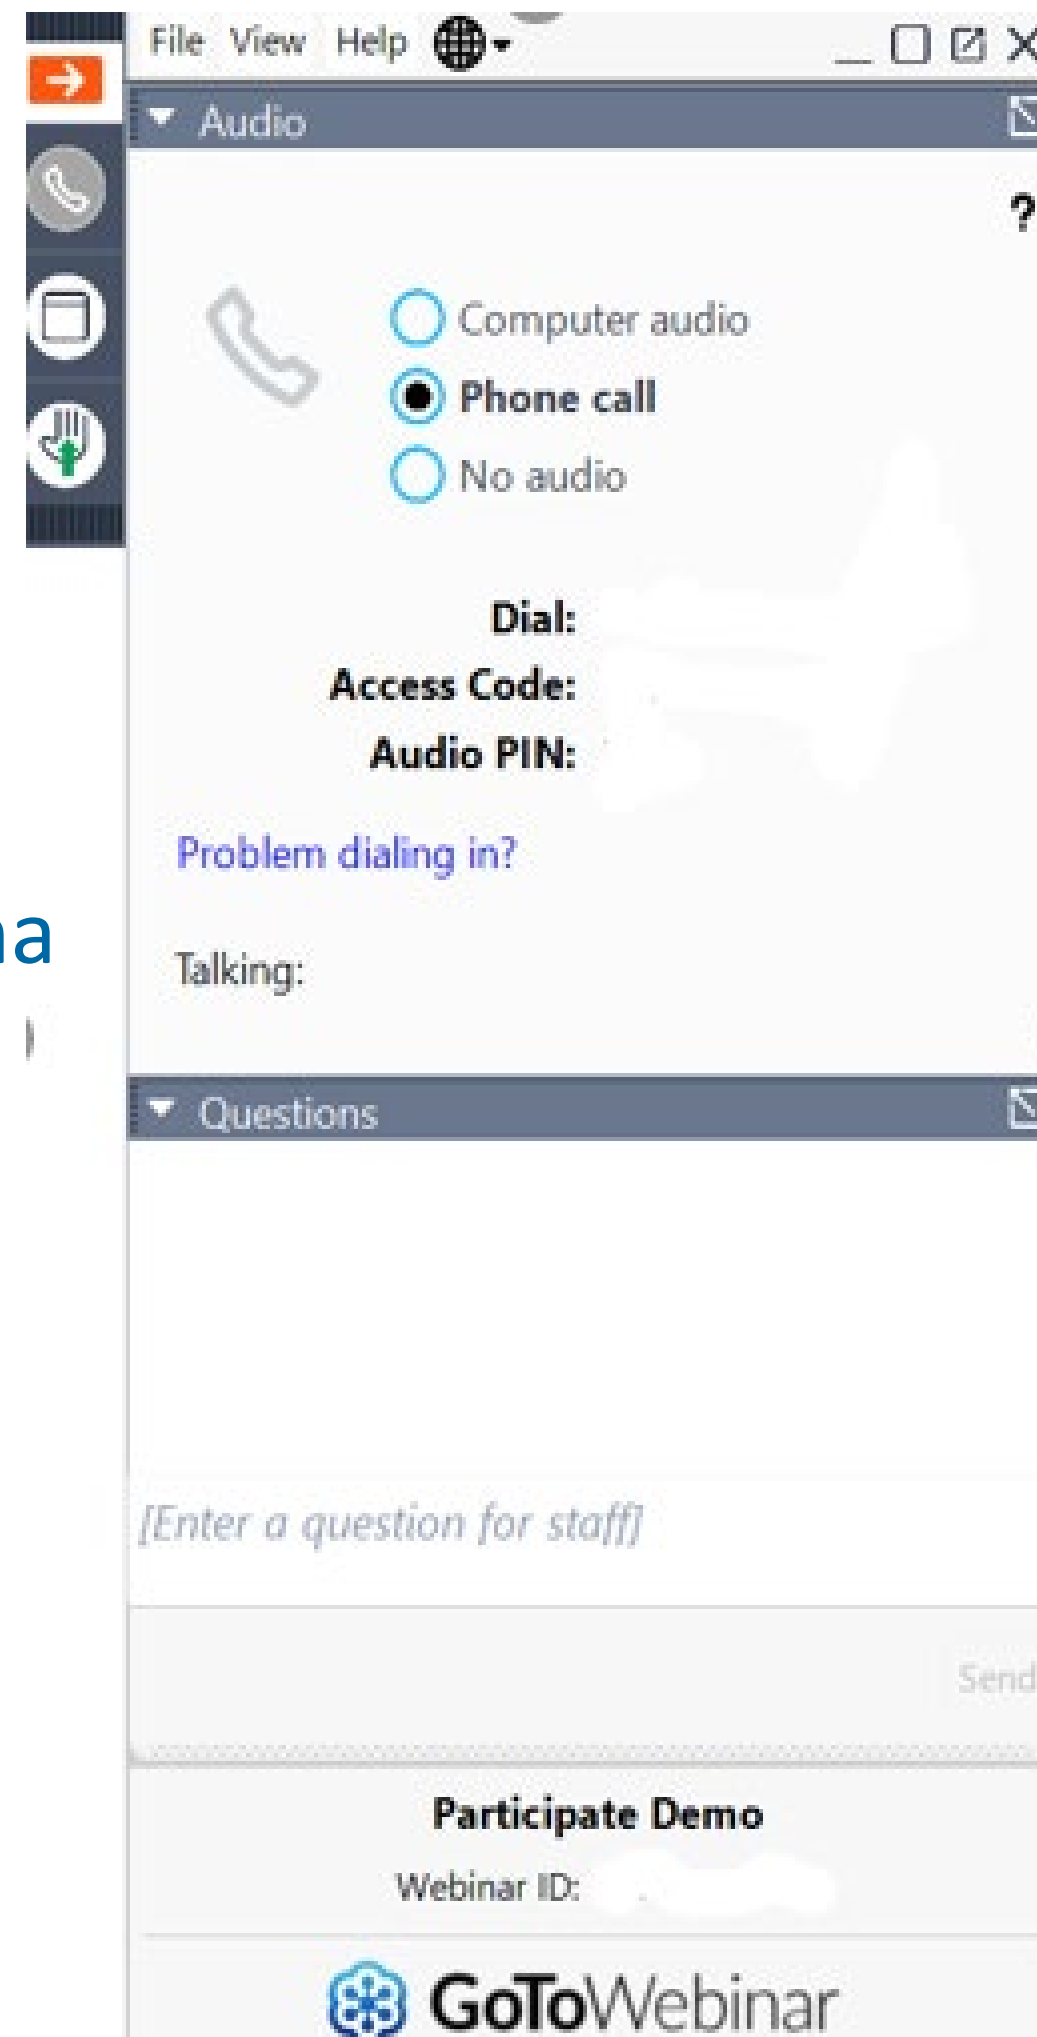 File View Help
Audio
?
Computer audio
Phone call
No audio
Dial:
Access Code:
Audio PIN:
Problem dialing in?
na
Talking:
Questions
[Enter a question for staff]
Send
Participate Demo
Webinar ID:
GoToWebinar